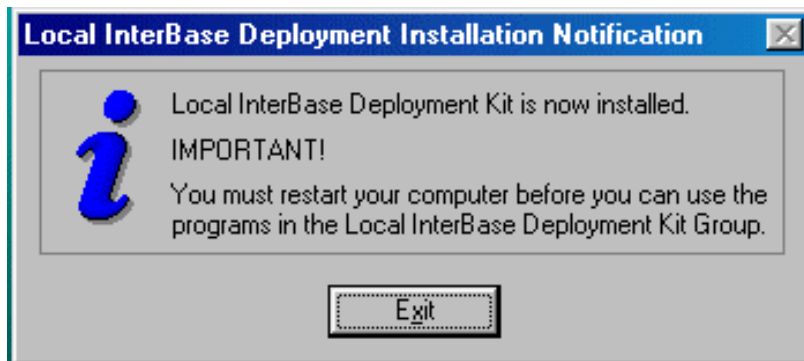 Local InterBase Deployment Installation Notification
Local InterBase Deployment Kit is now installed.
IMPORTANT!
You must restart your computer before you can use the
programs in the Local InterBase Deployment Kit Group.
Exit